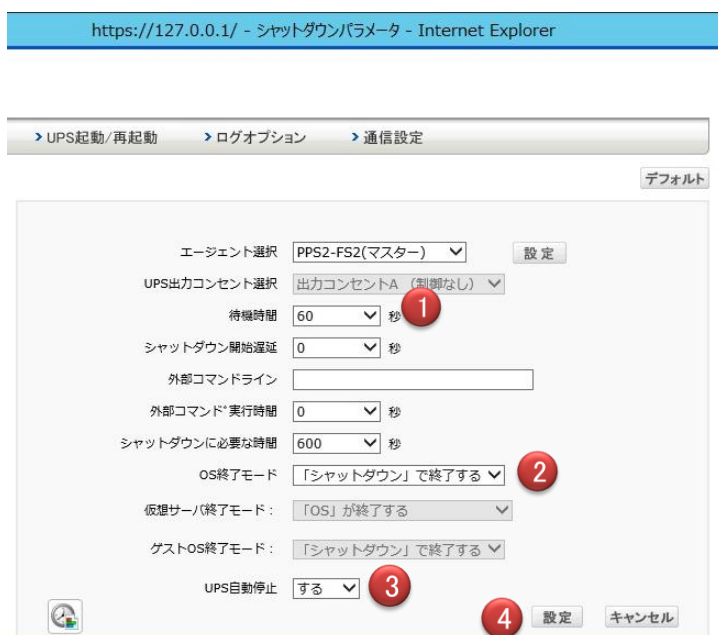 https://127.0.0.1/ - シャットダウンパラメータ - Internet Explorer
UPS起動/再起動 ログオプション 通信設定
デフォルト
エージェント選択 PPS2-FS2(マスター) 設定
UPS出力コンセント選択 出力コンセントA (制御なし)
待機時間 60 秒 1
シャットダウン開始遅延 0 秒
外部コマンドライン
外部コマンド実行時間 0 秒
シャットダウンに必要な時間 600 秒
OS終了モード 「シャットダウン」で終了する 2
仮想サーバ終了モード: 「OS」が終了する
ゲストOS終了モード: 「シャットダウン」で終了する
UPS自動停止 する 3
4 設定 キャンセル